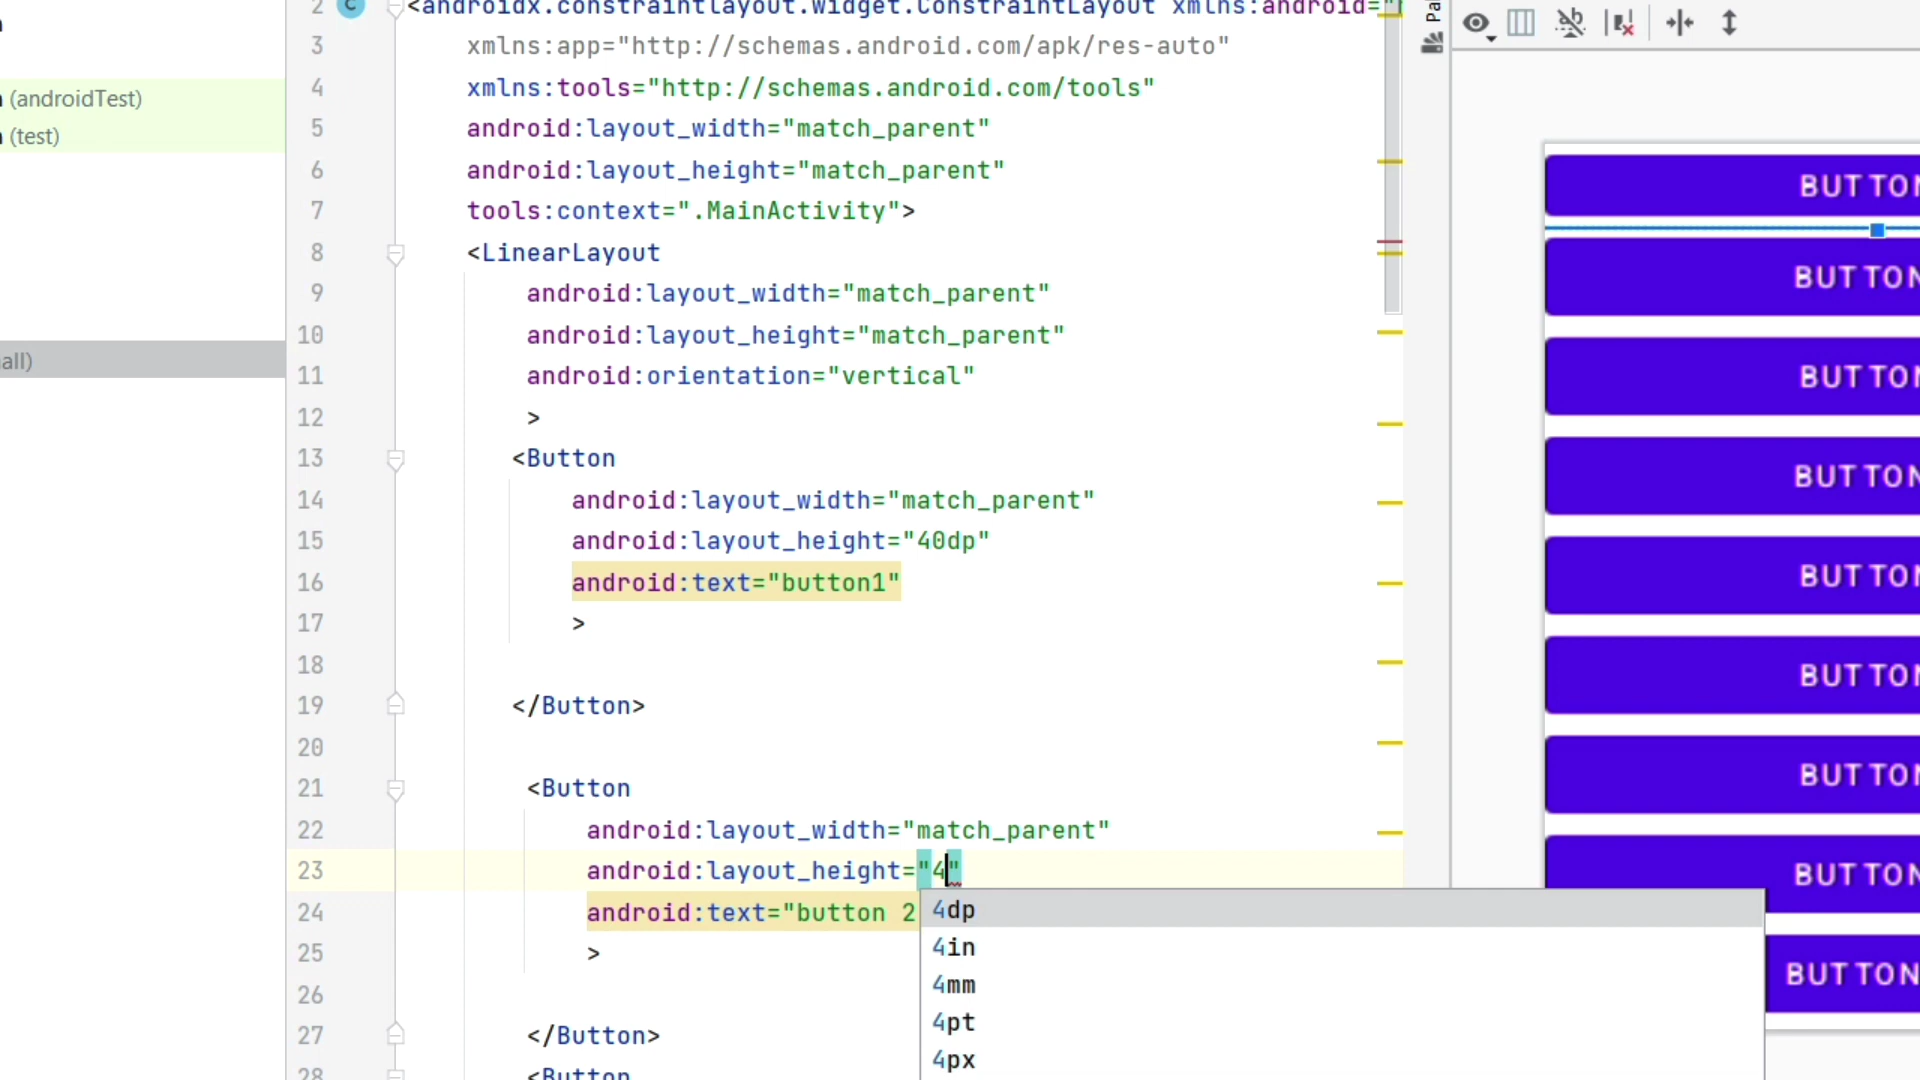 (androidTest)
(test)
all)
2 <androidx.constraintlayout.widget.ConstraintLayout xmlns:android="
3 xmlns:app="http://schemas.android.com/apk/res-auto"
4 xmlns:tools="http://schemas.android.com/tools"
5 android:layout_width="match_parent"
6 android:layout_height="match_parent"
7 tools:context=".MainActivity">
8 <LinearLayout
9 android:layout_width="match_parent"
10 android:layout_height="match_parent"
11 android:orientation="vertical"
12 >
13 <Button
14 android:layout_width="match_parent"
15 android:layout_height="40dp"
16 android:text="button1"
17 >
18
19 </Button>
20
21 <Button
22 android:layout_width="match_parent"
23 android:layout_height="4"
24 android:text="button 2
25 >
26
27 </Button>
28 <Button
4dp
4in
4mm
4pt
4px
Pa
BUTTON
BUTTON
BUTTON
BUTTON
BUTTON
BUTTON
BUTTON
BUTTON
BUTTON